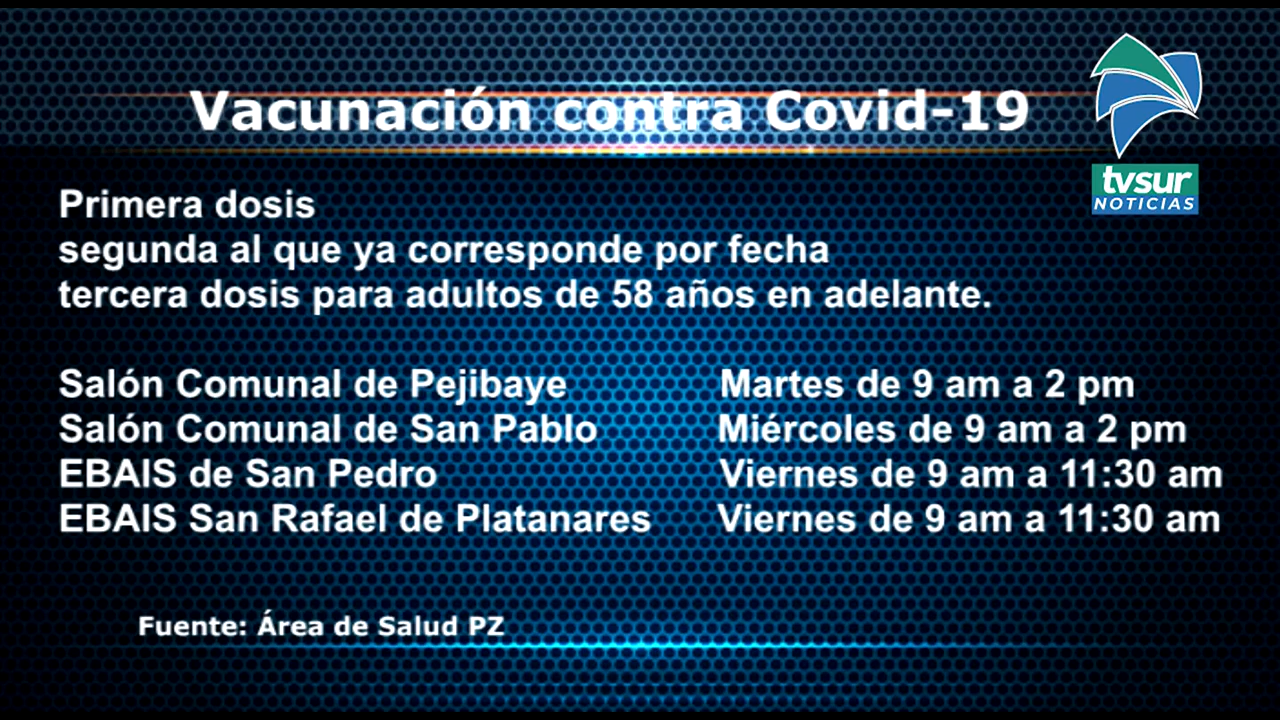 Vacunación contra Covid-19
tvsur
NOTICIAS
Primera dosis
segunda al que ya corresponde por fecha
tercera dosis para adultos de 58 años en adelante.
Salón Comunal de Pejibaye Martes de 9 am a 2 pm
Salón Comunal de San Pablo Miércoles de 9 am a 2 pm
EBAIS de San Pedro Viernes de 9 am a 11:30 am
EBAIS San Rafael de Platanares Viernes de 9 am a 11:30 am
Fuente: Área de Salud PZ